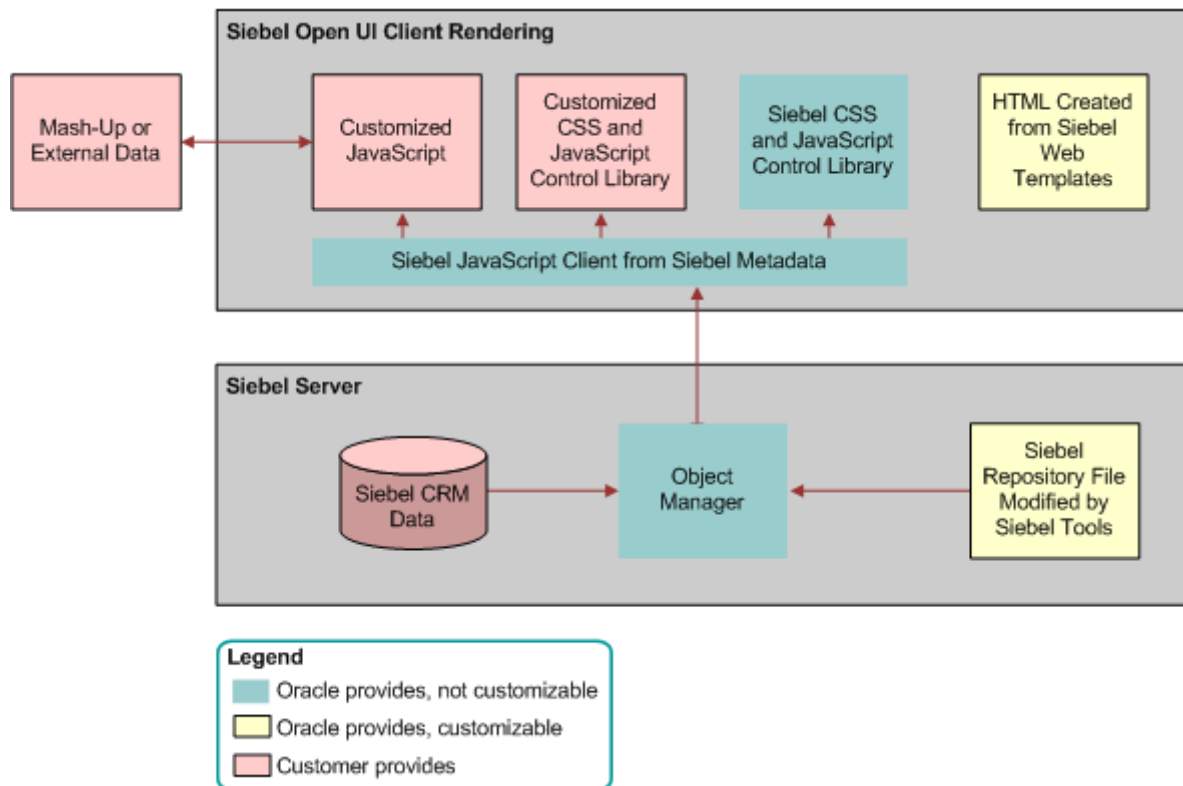 Siebel Open UI Client Rendering
Mash-Up or
External Data
Customized
JavaScript
Customized
CSS and
JavaScript
Control Library
Siebel CSS
and JavaScript
Control Library
HTML Created
from Siebel
Web
Templates
Siebel JavaScript Client from Siebel Metadata
Siebel Server
Siebel CRM
Data
Object
Manager
Siebel
Repository File
Modified by
Siebel Tools
Legend
Oracle provides, not customizable
Oracle provides, customizable
Customer provides